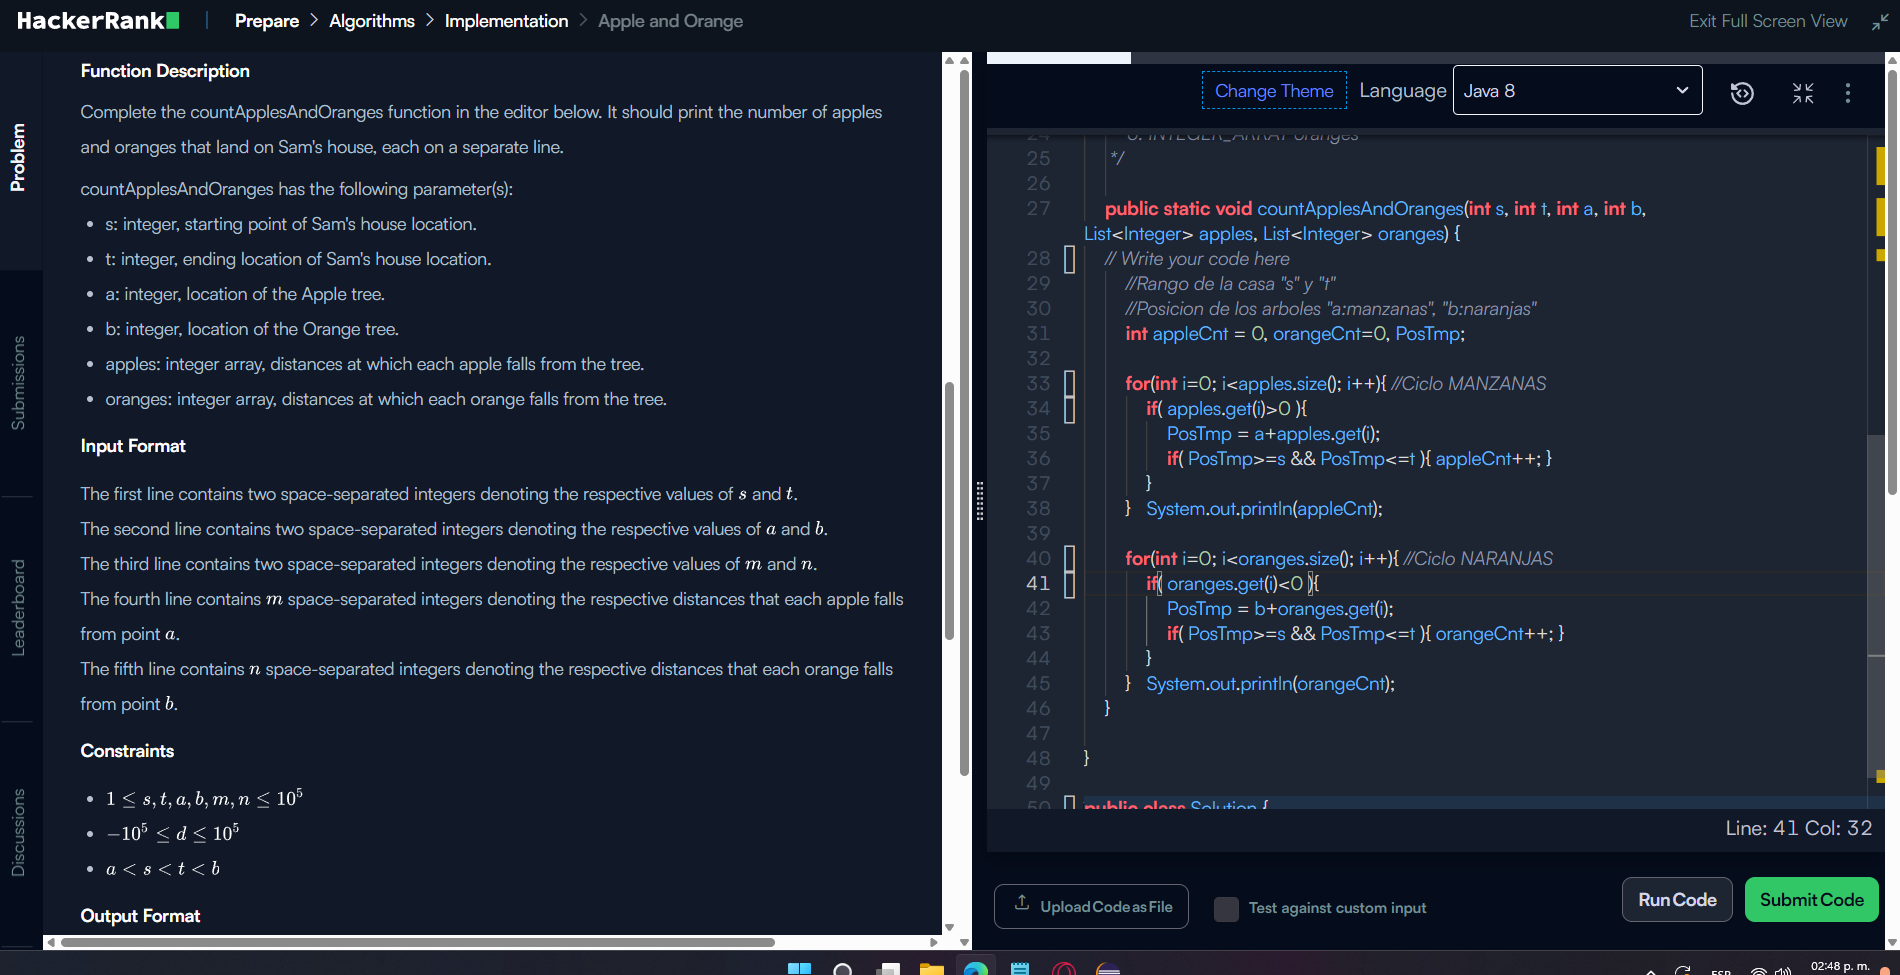 HackerRank
Prepare > Algorithms > Implementation > Apple and Orange
Exit Full Screen View
Problem
Submissions
Leaderboard
Discussions
Function Description
Complete the countApplesAndOranges function in the editor below. It should print the number of apples
and oranges that land on Sam's house, each on a separate line.
countApplesAndOranges has the following parameter(s):
• s: integer, starting point of Sam's house location.
• t: integer, ending location of Sam's house location.
• a: integer, location of the Apple tree.
• b: integer, location of the Orange tree.
• apples: integer array, distances at which each apple falls from the tree.
• oranges: integer array, distances at which each orange falls from the tree.
Input Format
The first line contains two space-separated integers denoting the respective values of s and t.
The second line contains two space-separated integers denoting the respective values of a and b.
The third line contains two space-separated integers denoting the respective values of m and n.
The fourth line contains m space-separated integers denoting the respective distances that each apple falls
from point a.
The fifth line contains n space-separated integers denoting the respective distances that each orange falls
from point b.
Constraints
• 1 ≤ s, t, a, b, m, n ≤ 10⁵
• −10⁵ ≤ d ≤ 10⁵
• a < s < t < b
Output Format
Change Theme Language Java 8
24 INTEGER_ARRAY oranges
25 */
26
27 public static void countApplesAndOranges(int s, int t, int a, int b,
List<Integer> apples, List<Integer> oranges) {
28 // Write your code here
29 //Rango de la casa "s" y "t"
30 //Posicion de los arboles "a:manzanas", "b:naranjas"
31 int appleCnt = 0, orangeCnt=0, PosTmp;
32
33 for(int i=0; i<apples.size(); i++){ //Ciclo MANZANAS
34 if( apples.get(i)>0 ){
35 PosTmp = a+apples.get(i);
36 if( PosTmp>=s && PosTmp<=t ){ appleCnt++; }
37 }
38 } System.out.println(appleCnt);
39
40 for(int i=0; i<oranges.size(); i++){ //Ciclo NARANJAS
41 if( oranges.get(i)<0 ){
42 PosTmp = b+oranges.get(i);
43 if( PosTmp>=s && PosTmp<=t ){ orangeCnt++; }
44 }
45 } System.out.println(orangeCnt);
46 }
47
48 }
49
50 public class Solution {
Line: 41 Col: 32
Upload Code as File
Test against custom input
Run Code
Submit Code
ESP
02:48 p. m.